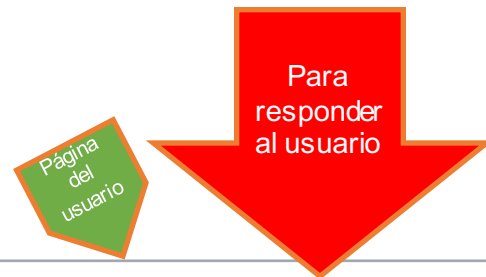 Página
del
usuario
Para
responder
al usuario